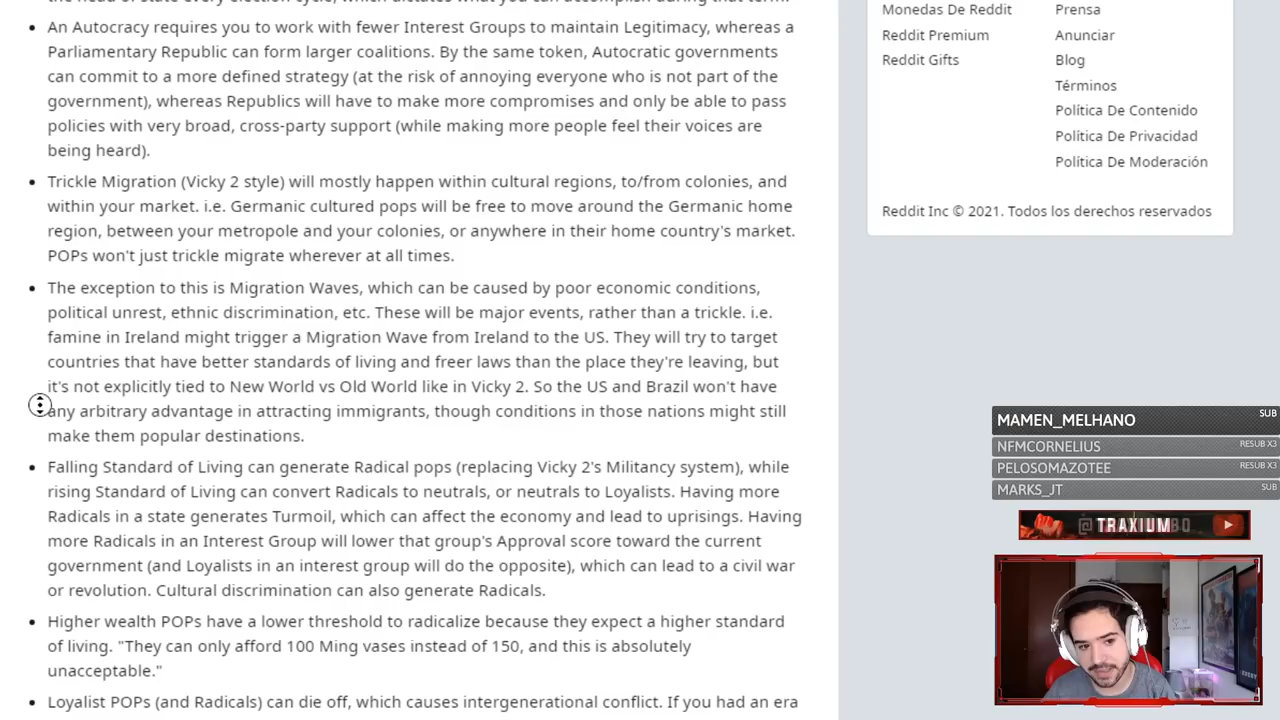 the head of state every election cycle, which dictates what you can accomplish during that term.
An Autocracy requires you to work with fewer Interest Groups to maintain Legitimacy, whereas a
Parliamentary Republic can form larger coalitions. By the same token, Autocratic governments
can commit to a more defined strategy (at the risk of annoying everyone who is not part of the
government), whereas Republics will have to make more compromises and only be able to pass
policies with very broad, cross-party support (while making more people feel their voices are
being heard).
Trickle Migration (Vicky 2 style) will mostly happen within cultural regions, to/from colonies, and
within your market. i.e. Germanic cultured pops will be free to move around the Germanic home
region, between your metropole and your colonies, or anywhere in their home country's market.
POPs won't just trickle migrate wherever at all times.
The exception to this is Migration Waves, which can be caused by poor economic conditions,
political unrest, ethnic discrimination, etc. These will be major events, rather than a trickle. i.e.
famine in Ireland might trigger a Migration Wave from Ireland to the US. They will try to target
countries that have better standards of living and freer laws than the place they're leaving, but
it's not explicitly tied to New World vs Old World like in Vicky 2. So the US and Brazil won't have
any arbitrary advantage in attracting immigrants, though conditions in those nations might still
make them popular destinations.
Falling Standard of Living can generate Radical pops (replacing Vicky 2's Militancy system), while
rising Standard of Living can convert Radicals to neutrals, or neutrals to Loyalists. Having more
Radicals in a state generates Turmoil, which can affect the economy and lead to uprisings. Having
more Radicals in an Interest Group will lower that group's Approval score toward the current
government (and Loyalists in an interest group will do the opposite), which can lead to a civil war
or revolution. Cultural discrimination can also generate Radicals.
Higher wealth POPs have a lower threshold to radicalize because they expect a higher standard
of living. "They can only afford 100 Ming vases instead of 150, and this is absolutely
unacceptable."
Loyalist POPs (and Radicals) can die off, which causes intergenerational conflict. If you had an era
Monedas De Reddit
Reddit Premium
Reddit Gifts
Prensa
Anunciar
Blog
Términos
Política De Contenido
Política De Privacidad
Política De Moderación
Reddit Inc © 2021. Todos los derechos reservados
MAMEN_MELHANO SUB
NFMCORNELIUS RESUB X3
PELOSOMAZOTEE RESUB X3
MARKS_JT SUB
TRAXIUM